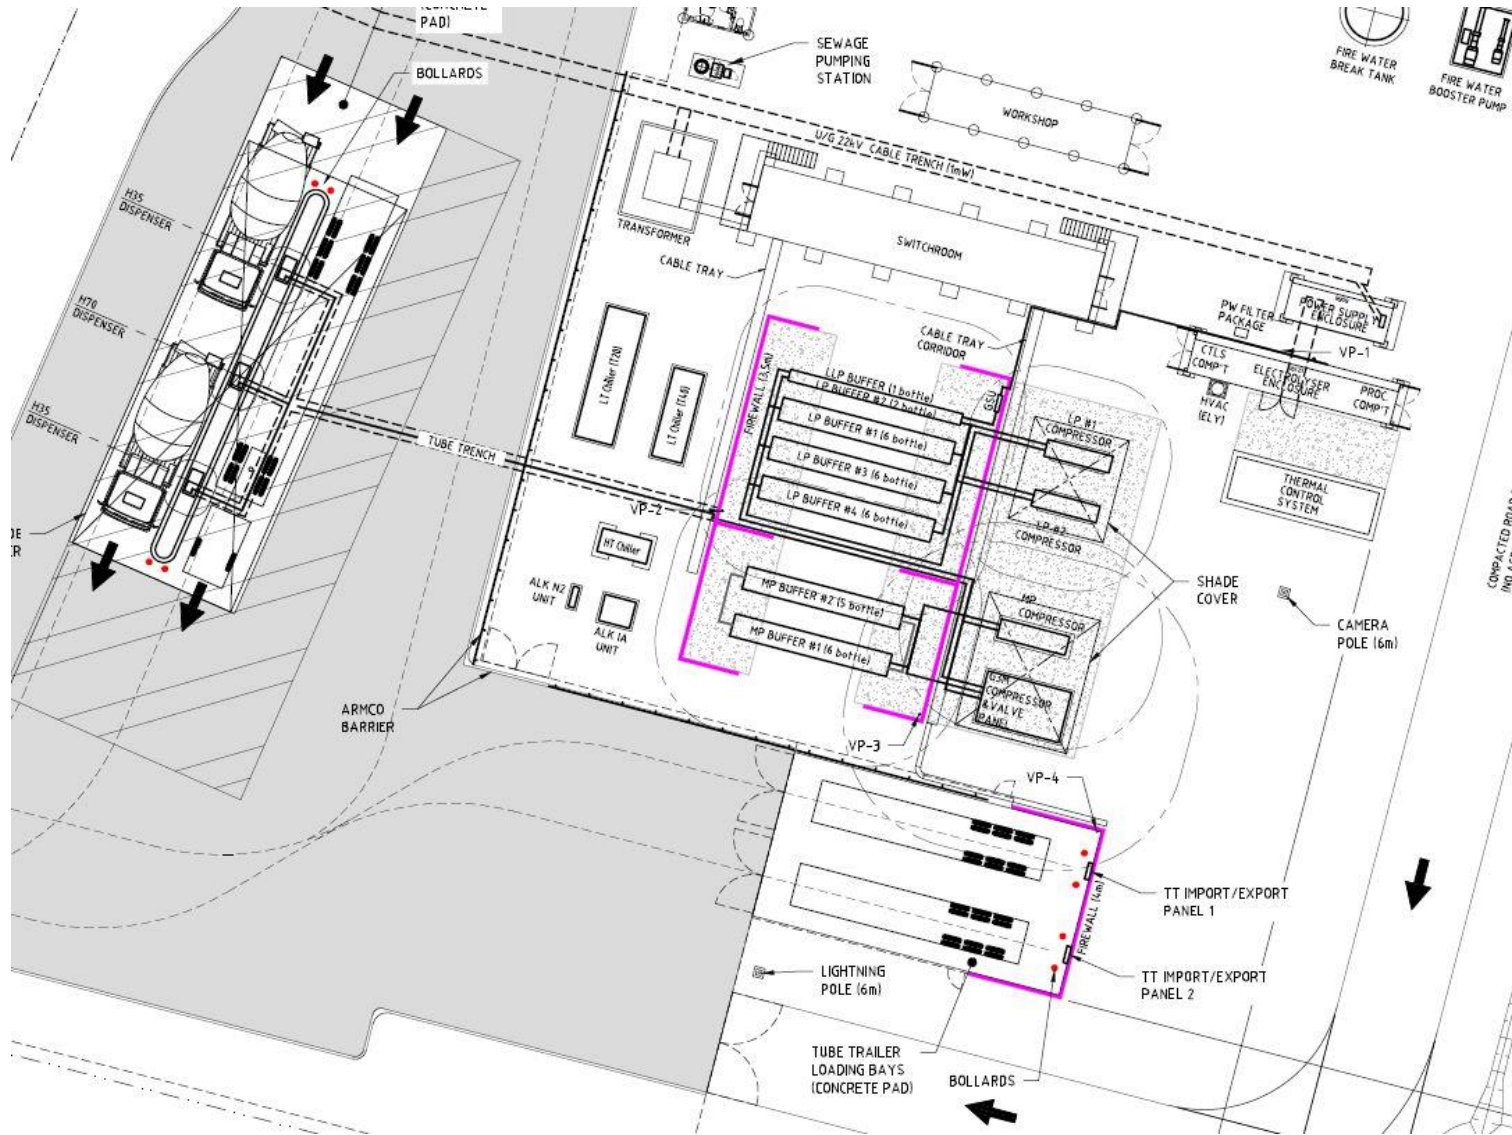 PAD)
BOLLARDS
SEWAGE
PUMPING
STATION
FIRE WATER
BREAK TANK
FIRE WATER
BOOSTER PUMP
WORKSHOP
U/G 22kV CABLE TRENCH (1mW)
H35
DISPENSER
TRANSFORMER
SWITCHROOM
CABLE TRAY
H70
DISPENSER
CABLE TRAY
CORRIDOR
PW FILTER
PACKAGE
POWER SUPPLY
ENCLOSURE
VP-1
CTLS
COMP'T
ELECTROLYSER
ENCLOSURE
PROC
COMP'T
HVAC
(ELY)
LT Chiller (T20)
LT Chiller (T40)
FIREWALL (3.5m)
LLP BUFFER (1 bottle)
LP BUFFER #2 (2 bottle)
LP BUFFER #1 (6 bottle)
LP BUFFER #3 (6 bottle)
LP BUFFER #4 (6 bottle)
LP #1
COMPRESSOR
LP #2
COMPRESSOR
H35
DISPENSER
TUBE TRENCH
THERMAL
CONTROL
SYSTEM
VP-2
HT Chiller
ALK N2
UNIT
ALK IA
UNIT
MP BUFFER #2 (5 bottle)
MP BUFFER #1 (6 bottle)
MP
COMPRESSOR
COMPRESSOR
&VALVE
PANEL
SHADE
COVER
CAMERA
POLE (6m)
COMPACTED ROAD
ARMCO
BARRIER
VP-3
VP-4
FIREWALL (4m)
TT IMPORT/EXPORT
PANEL 1
TT IMPORT/EXPORT
PANEL 2
LIGHTNING
POLE (6m)
TUBE TRAILER
LOADING BAYS
(CONCRETE PAD)
BOLLARDS